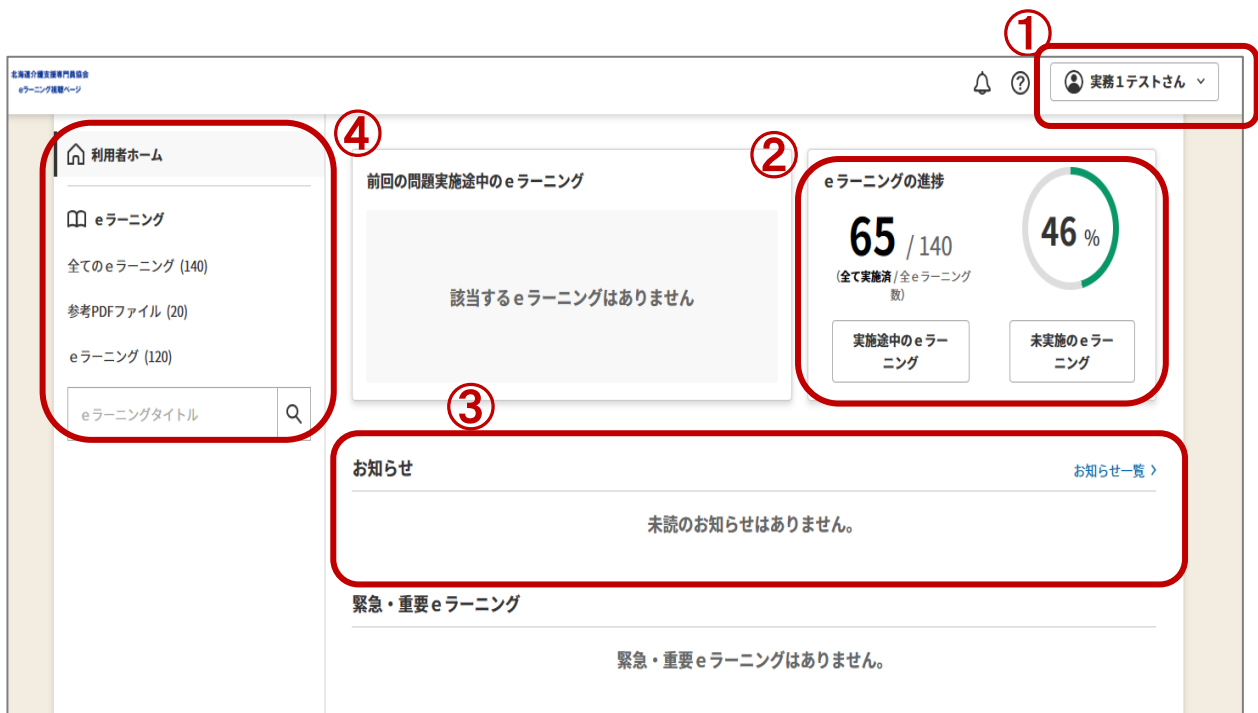 ①
北海道介護支援専門員協会
eラーニング視聴ページ
実務1テストさん
④
利用者ホーム
eラーニング
全てのeラーニング (140)
参考PDFファイル (20)
eラーニング (120)
eラーニングタイトル
前回の問題実施途中のeラーニング
該当するeラーニングはありません
②
eラーニングの進捗
65 / 140
(全て実施済/全eラーニング
数)
46 %
実施途中のeラー
ニング
未実施のeラー
ニング
③
お知らせ
お知らせ一覧
未読のお知らせはありません。
緊急・重要eラーニング
緊急・重要eラーニングはありません。